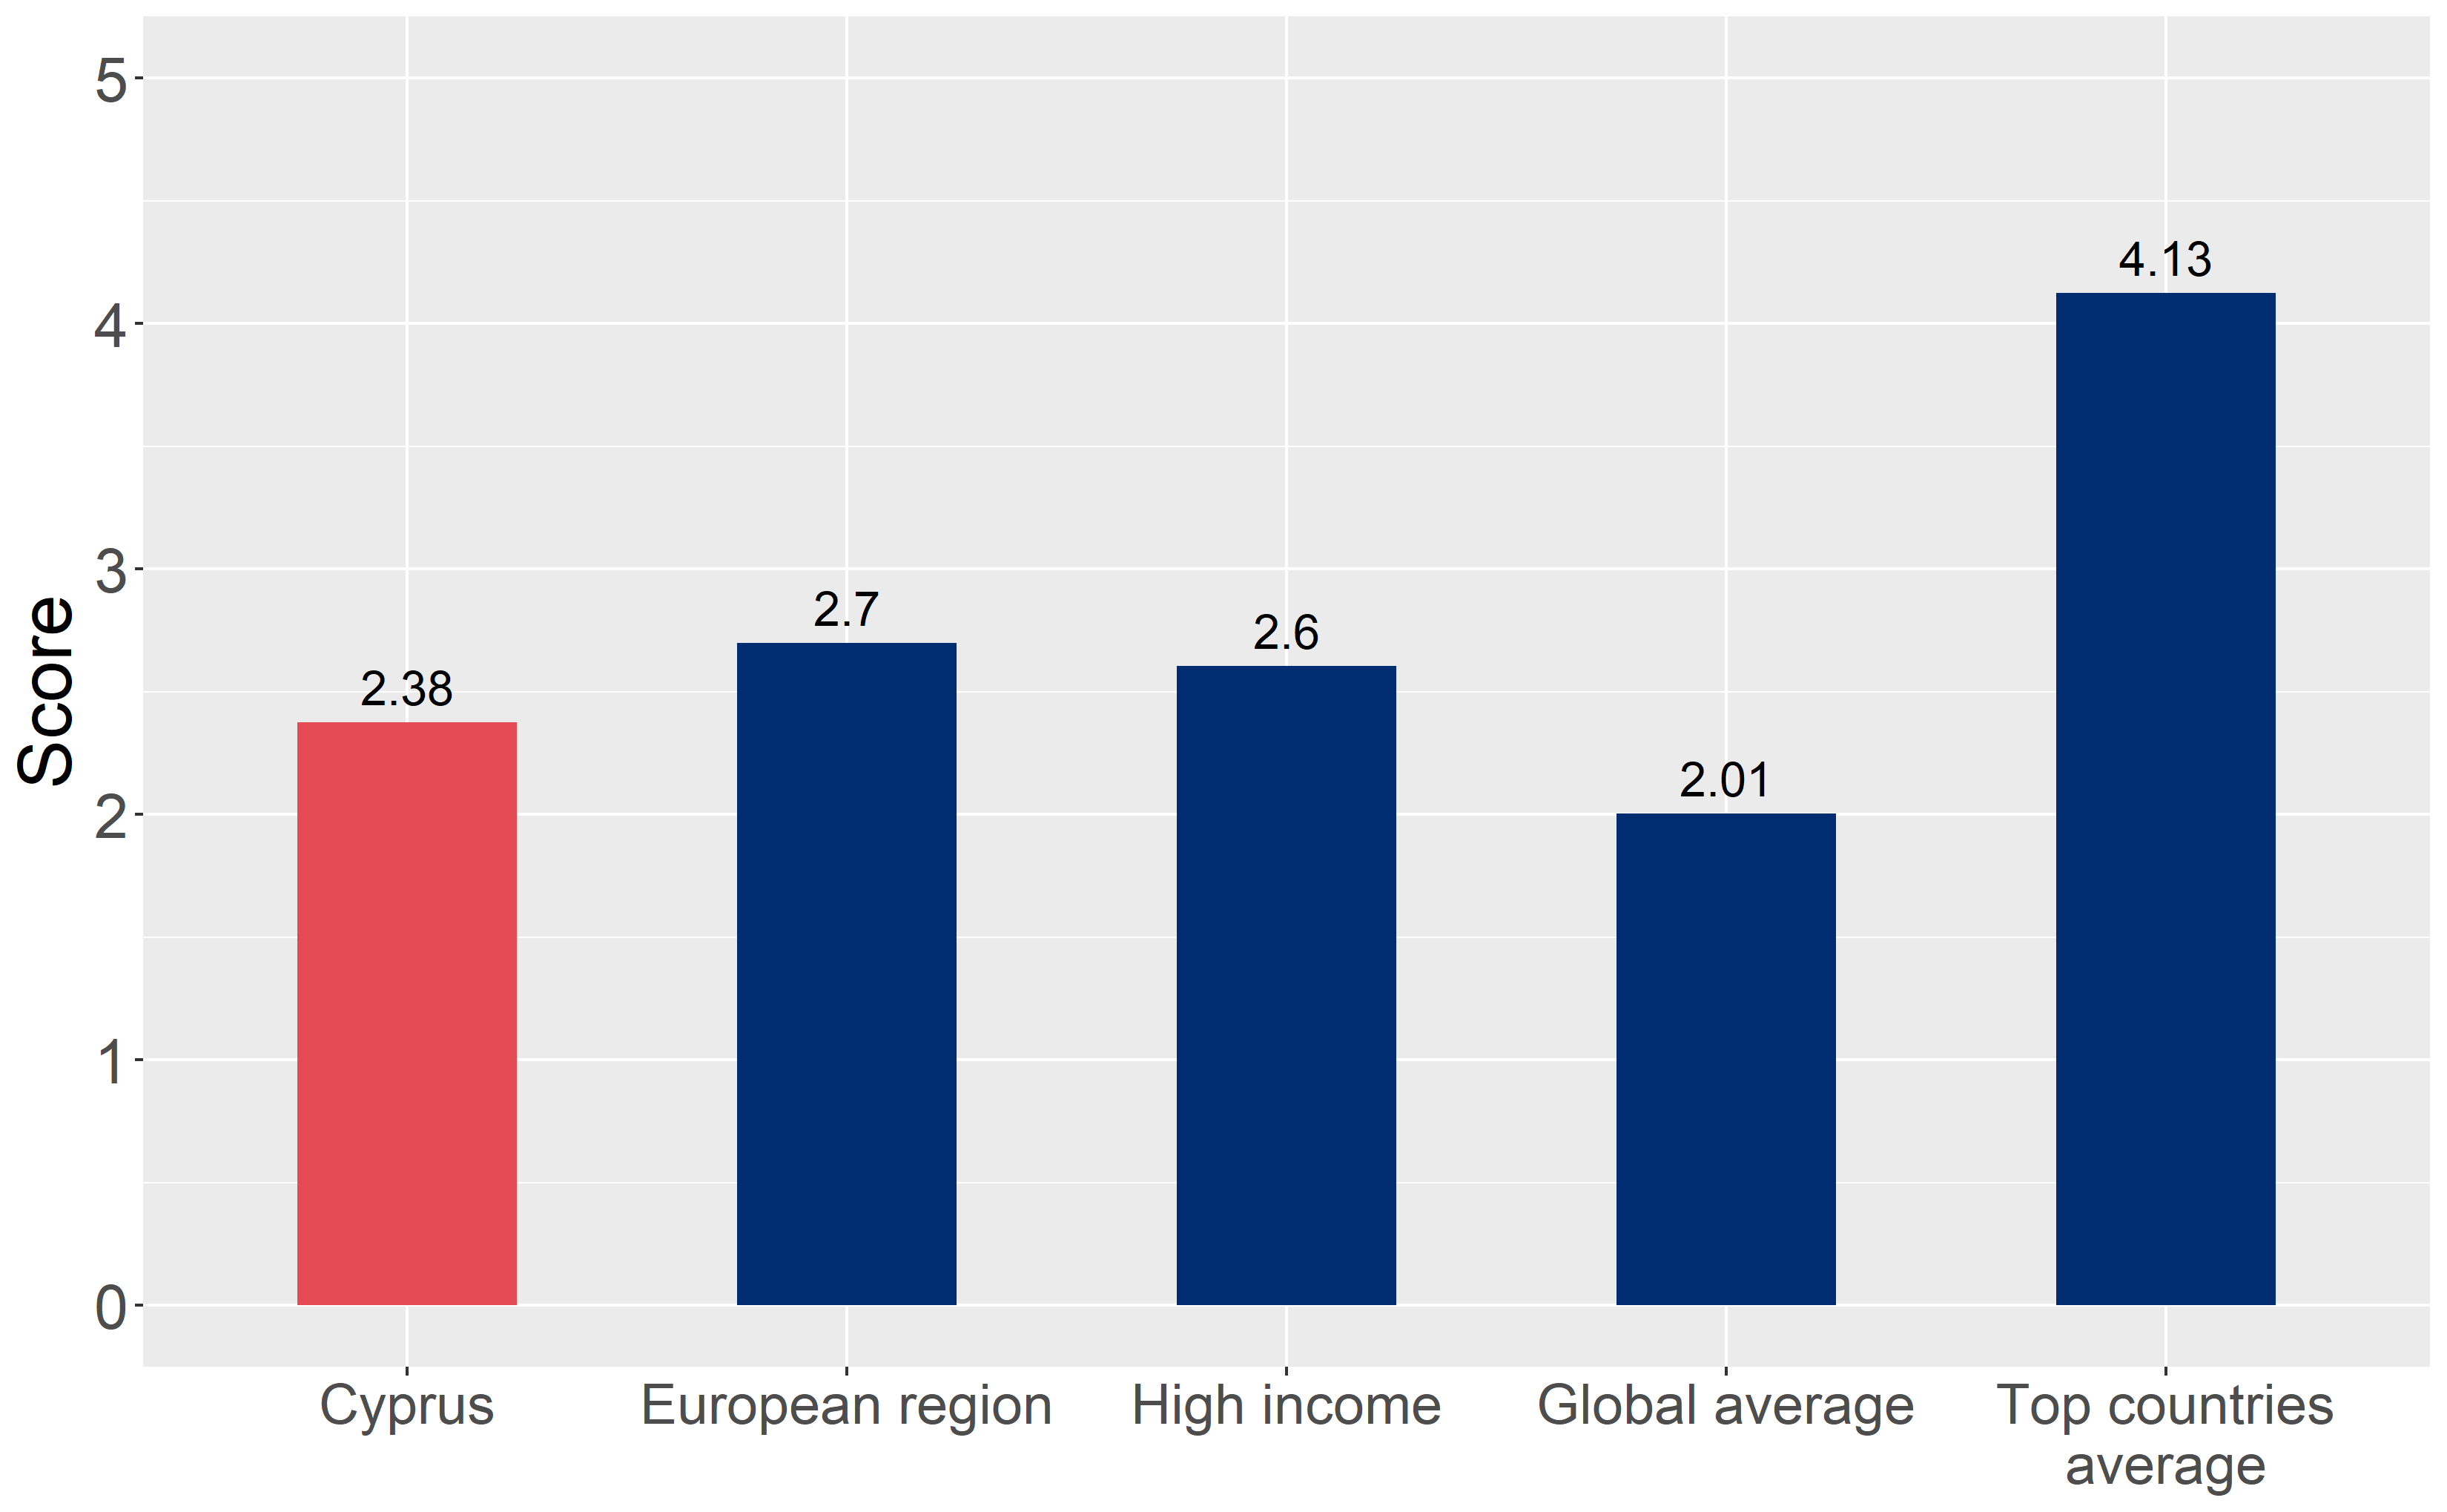 5
4
3
2
1
0
Score
2.38
2.7
2.6
2.01
4.13
Cyprus
European region
High income
Global average
Top countries
average